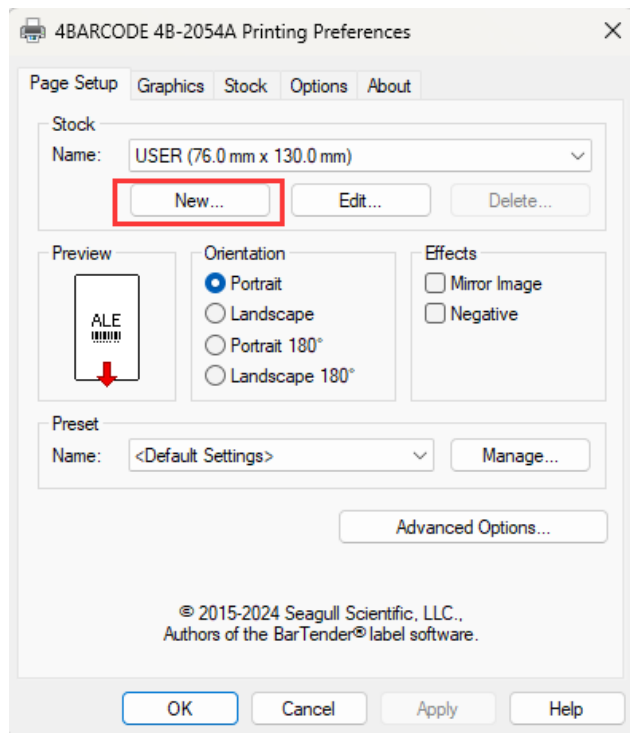 4BARCODE 4B-2054A Printing Preferences
Page Setup Graphics Stock Options About
Stock
Name: USER (76.0 mm x 130.0 mm)
New... Edit... Delete...
Preview
ALE
Orientation
Portrait
Landscape
Portrait 180°
Landscape 180°
Effects
Mirror Image
Negative
Preset
Name: <Default Settings> Manage...
Advanced Options...
© 2015-2024 Seagull Scientific, LLC.,
Authors of the BarTender® label software.
OK Cancel Apply Help